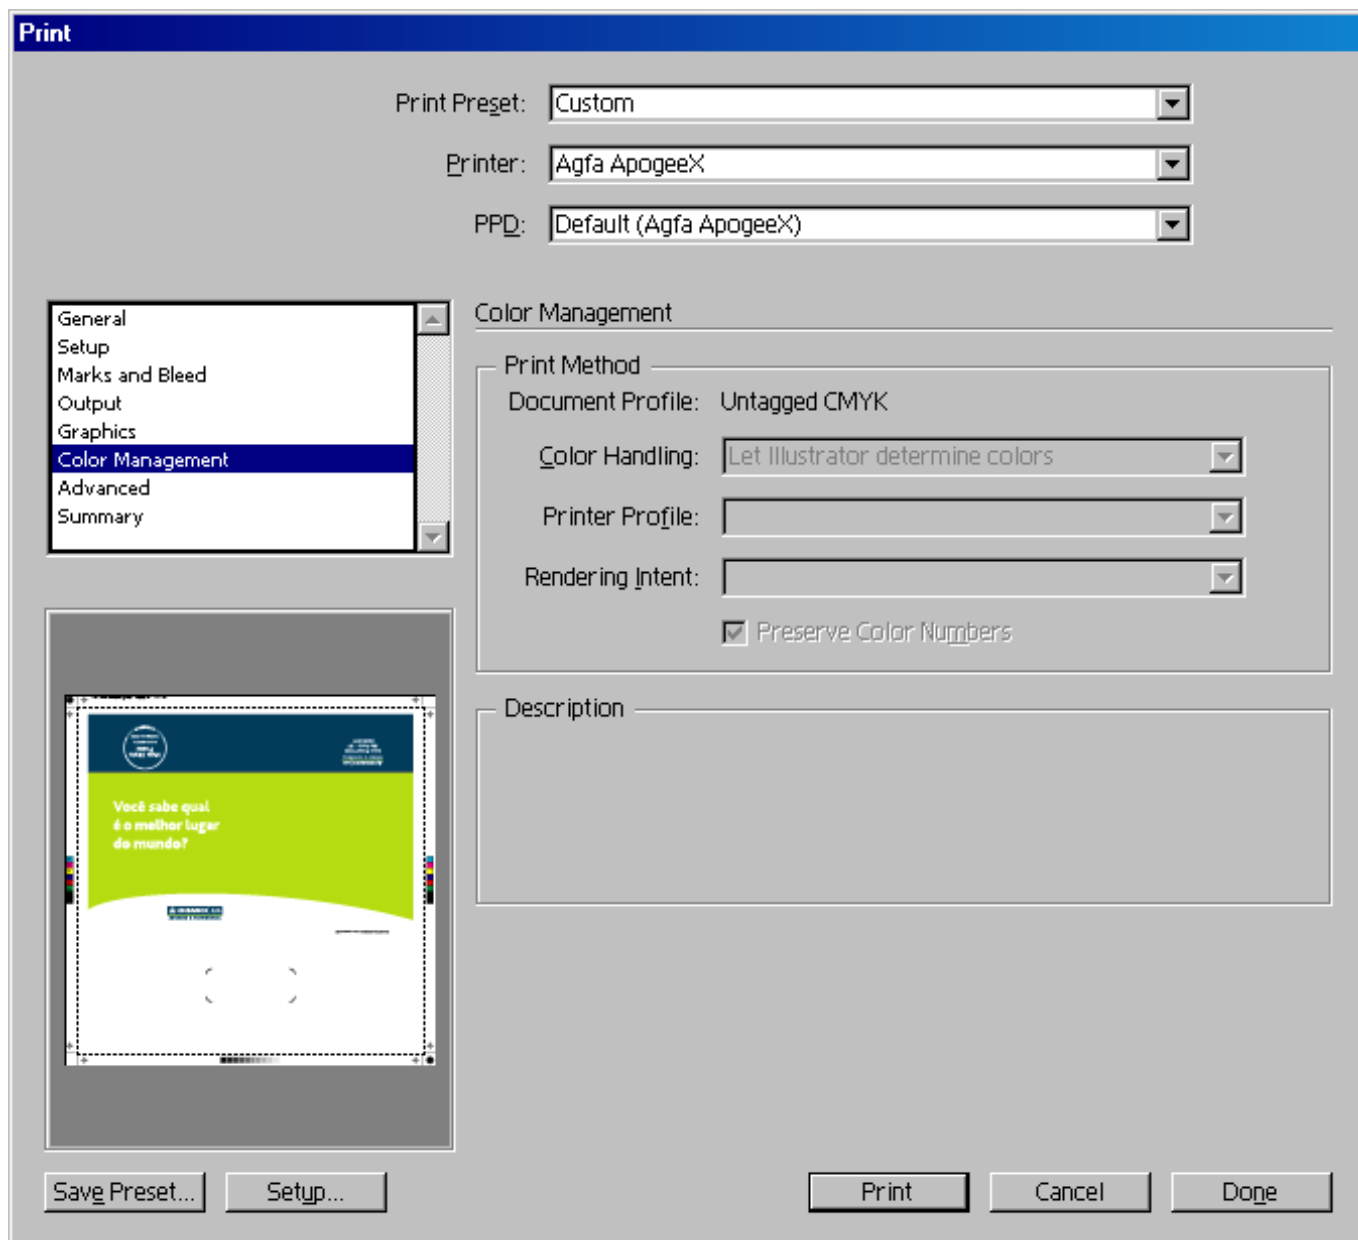 Print
Print Preset: Custom
Printer: Agfa ApogeeX
PPD: Default (Agfa ApogeeX)
General
Setup
Marks and Bleed
Output
Graphics
Color Management
Advanced
Summary
Color Management
Print Method
Document Profile: Untagged CMYK
Color Handling: Let Illustrator determine colors
Printer Profile:
Rendering Intent:
Preserve Color Numbers
Description
Você sabe qual
é o melhor lugar
do mundo?
Save Preset...
Setup...
Print
Cancel
Done